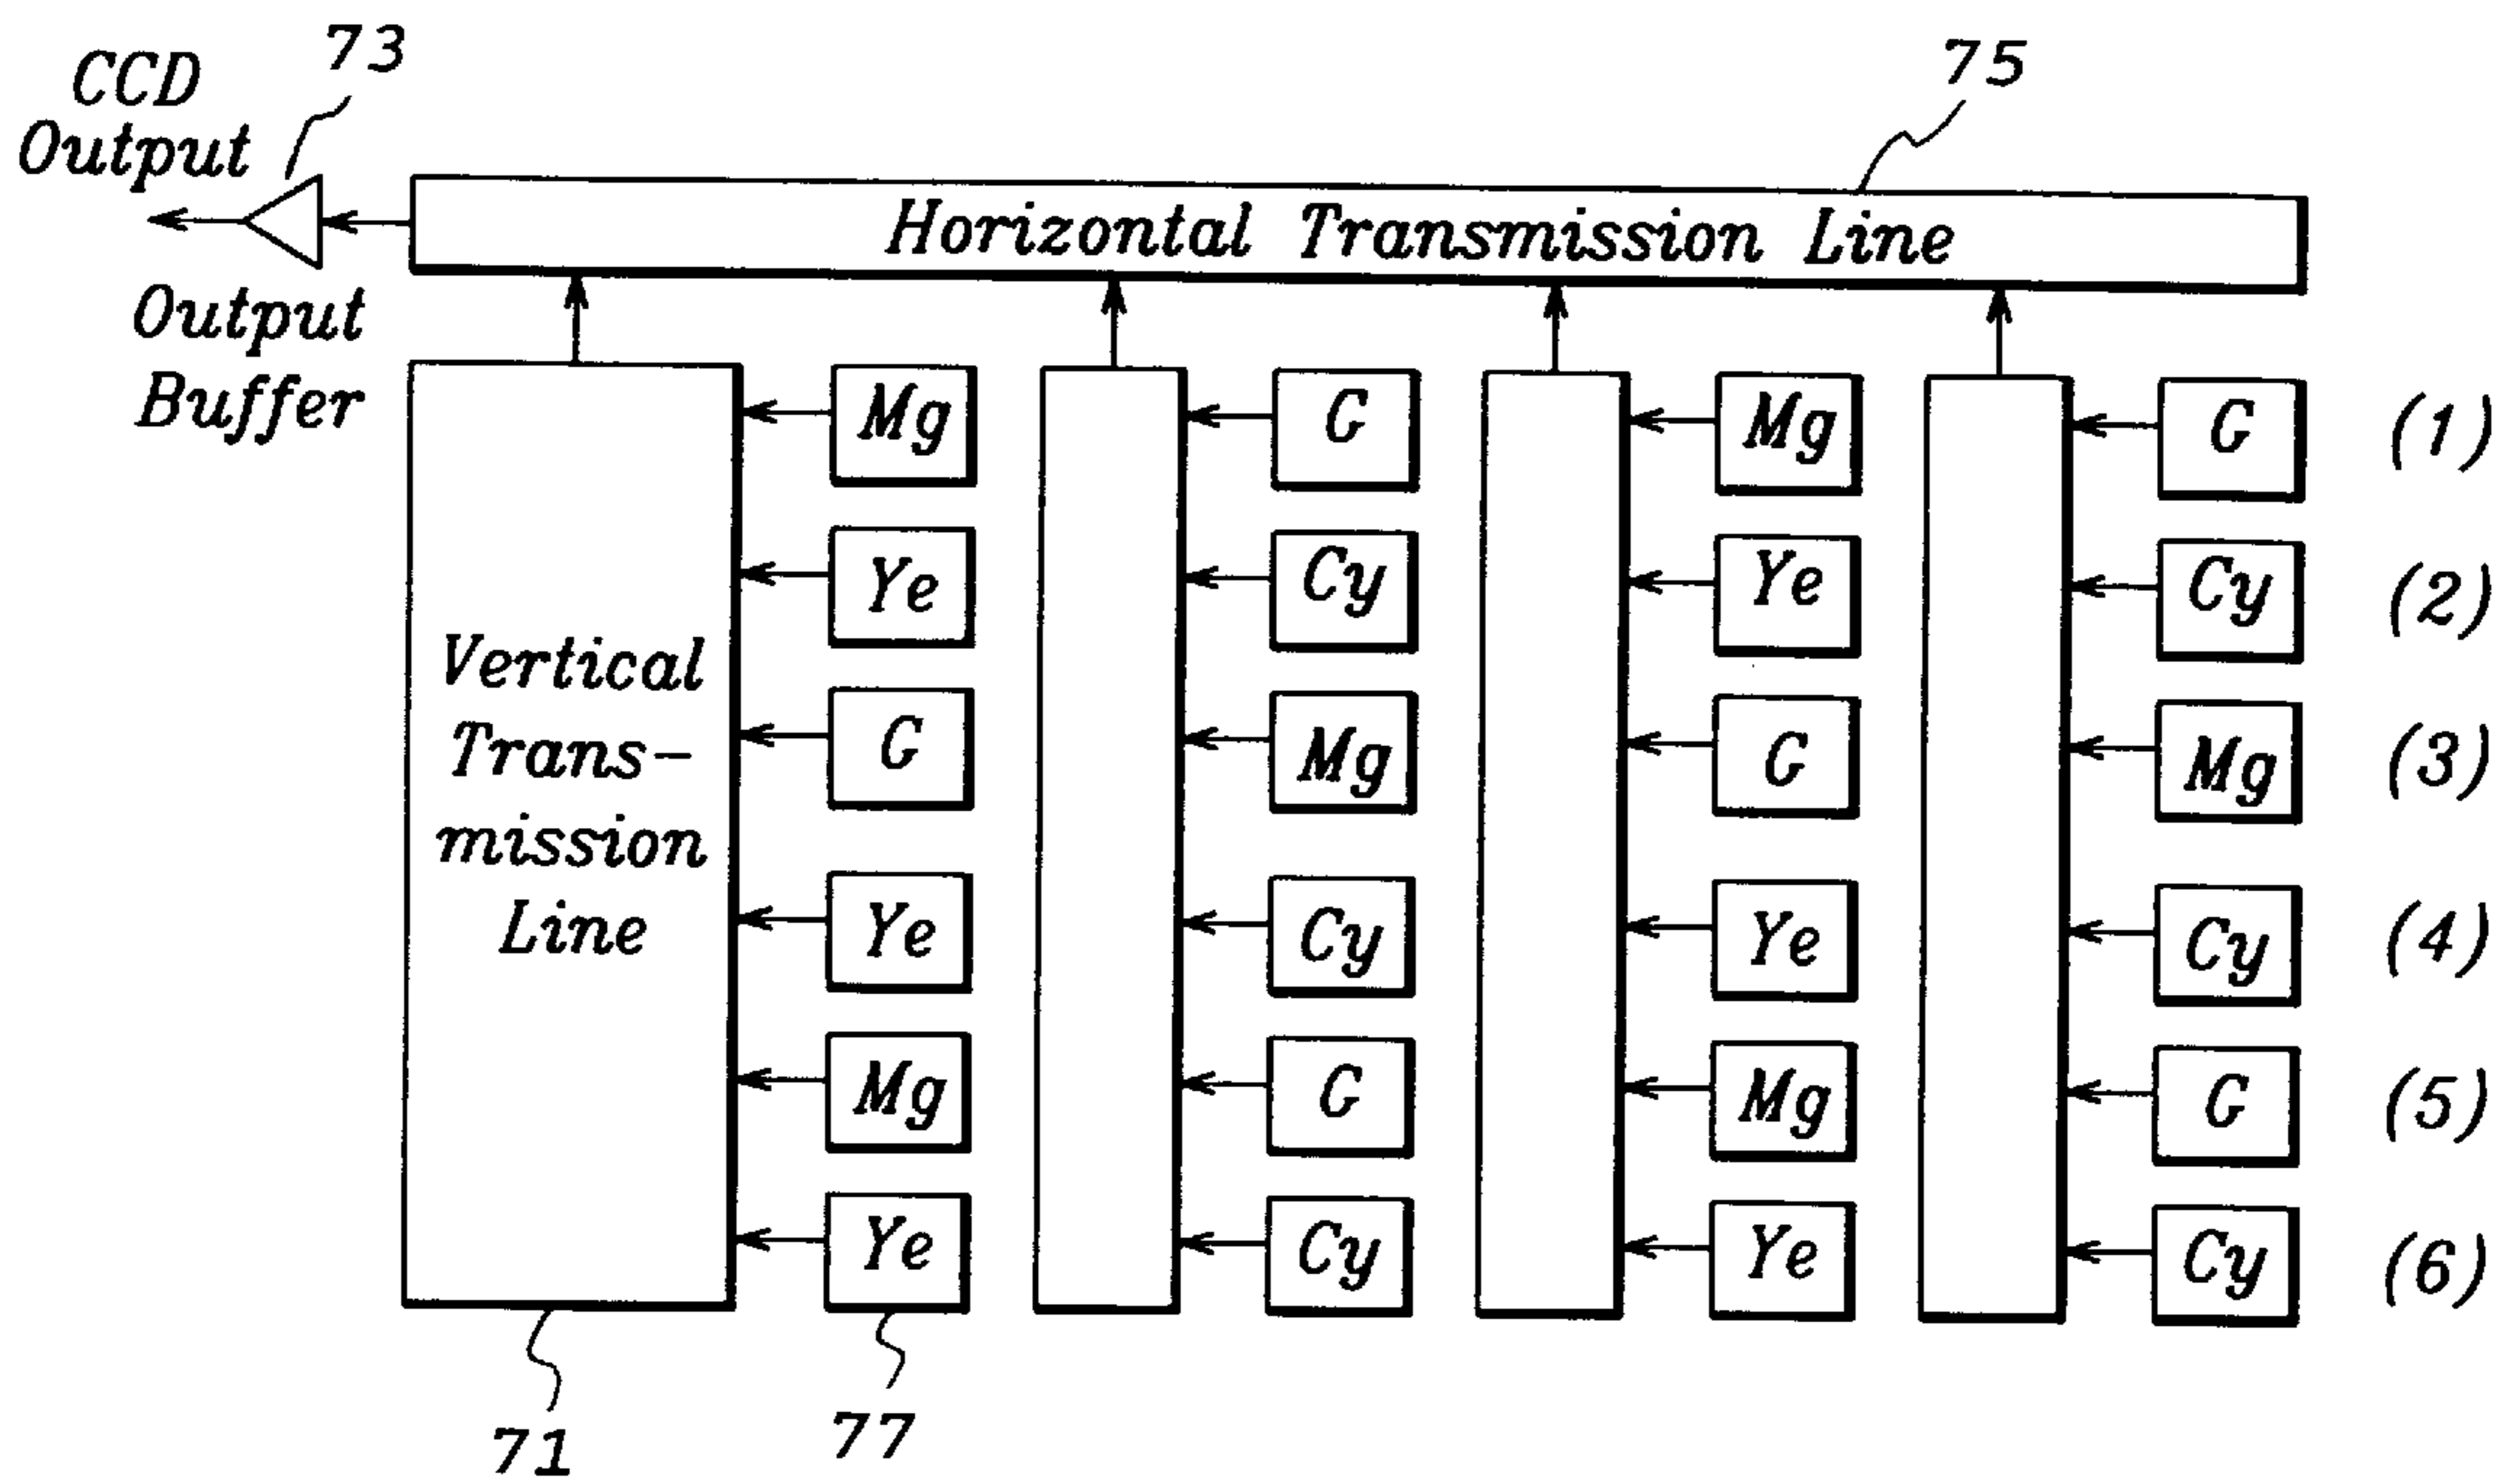 73
75
CCD
Output
Horizontal Transmission Line
Output
Buffer
Mg G Mg G (1)
Ye Cy Ye Cy (2)
G Mg G Mg (3)
Ye Cy Ye Cy (4)
Mg G Mg G (5)
Ye Cy Ye Cy (6)
Vertical
Trans-
mission
Line
71
77